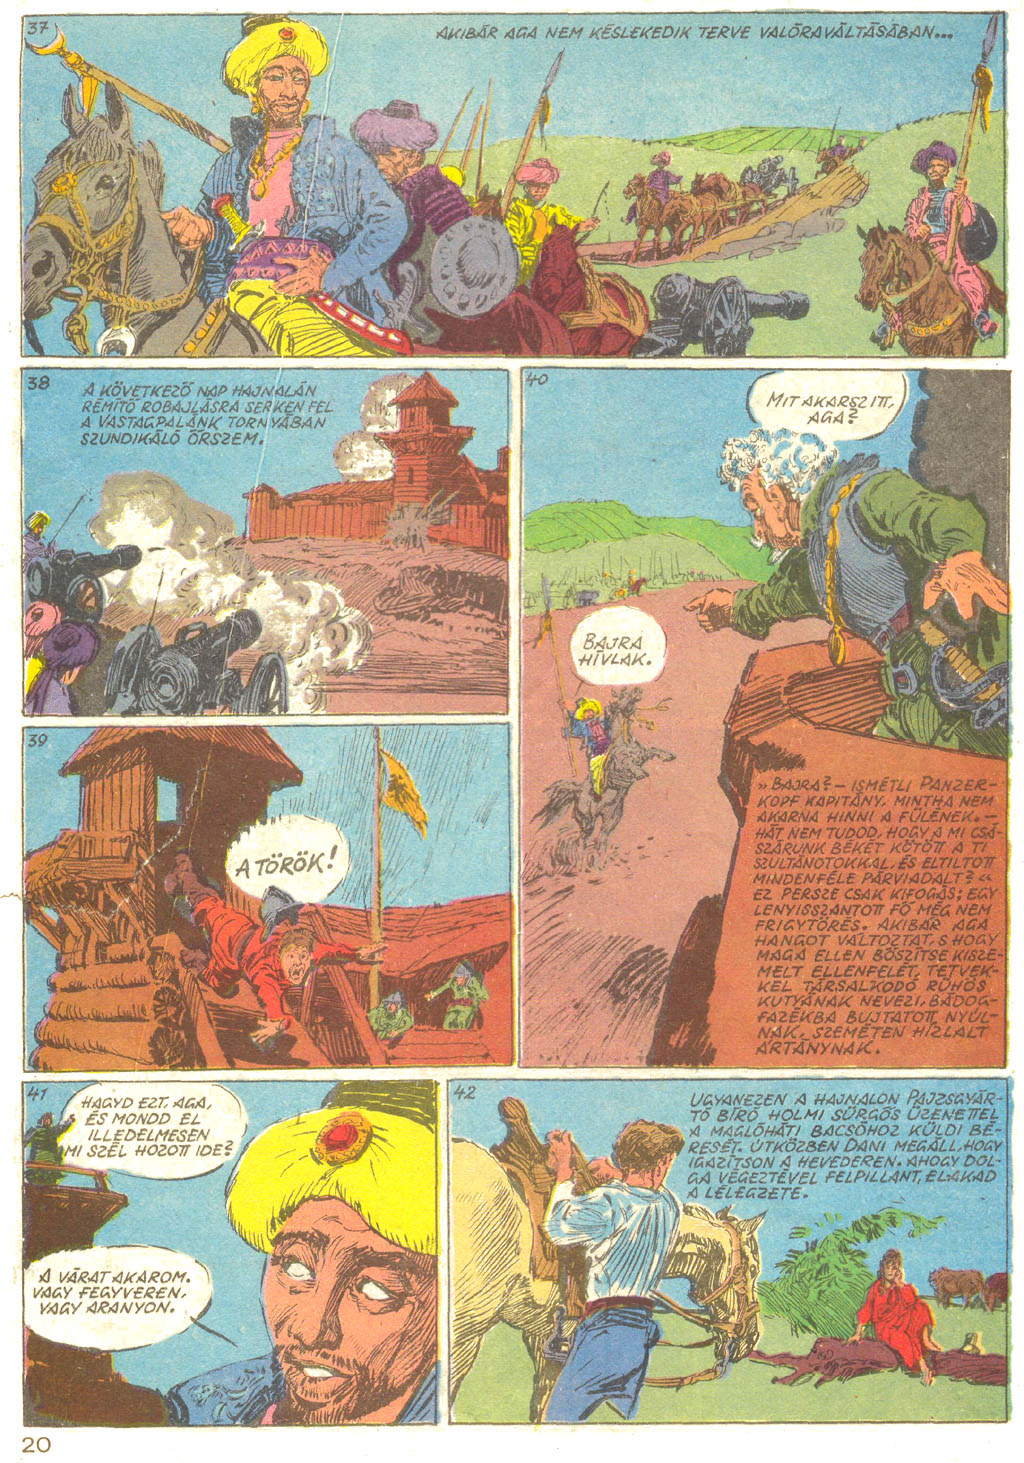 37
AKIBÁR AGA NEM KÉSLEKEDIK TERVE VALÓRAVÁLTÁSÁBAN...
38
A KÖVETKEZŐ NAP HAJNALÁN
RÉMÍTŐ ROBAJLÁSRA SERKEN FEL
A VASTAGPALÁNK TORNYÁBAN
SZUNDIKÁLÓ ŐRSZEM.
39
A TÖRÖK!
40
MIT AKARSZ ITT,
AGA?
BAJRA
HÍVLAK.
»BAJRA? – ISMÉTLI PANZER-
KOPF KAPITÁNY, MINTHA NEM
AKARNA HINNI A FÜLÉNEK. –
HÁT NEM TUDOD, HOGY A MI CSÁ-
SZÁRUNK BÉKÉT KÖTÖTT A TI
SZULTÁNOTOKKAL, ÉS ELTILTOTT
MINDENFÉLE PÁRVIADALT?«
EZ PERSZE CSAK KIFOGÁS; EGY
LENYISSZANTOTT FŐ MÉG NEM
FRIGYTÖRÉS. AKIBÁR AGA
HANGOT VÁLTOZTAT, S HOGY
MAGA ELLEN BŐSZÍTSE KISZE-
MELT ELLENFELÉT, TETVEK-
KEL TÁRSALKODÓ RÜHÖS
KUTYÁNAK NEVEZI, BÁDOG-
FAZÉKBA BUJTATOTT NYÚL-
NAK, SZEMÉTEN HIZLALT
ÁRTÁNYNAK.
41
HAGYD EZT, AGA,
ÉS MONDD EL
ILLEDELMESEN
MI SZÉL HOZOTT IDE?
A VÁRAT AKAROM.
VAGY FEGYVEREN,
VAGY ARANYON.
42
UGYANEZEN A HAJNALON PAJZSGYÁR-
TÓ BÍRÓ HOLMI SÜRGŐS ÜZENETTEL
A MAGLÓHÁTI BACSÓHOZ KÜLDI BÉ-
RESÉT. ÚTKÖZBEN DANI MEGÁLL, HOGY
IGAZÍTSON A HEVEDEREN. AHOGY DOL-
GA VÉGEZTÉVEL FELPILLANT, ELAKAD
A LÉLEGZETE.
20